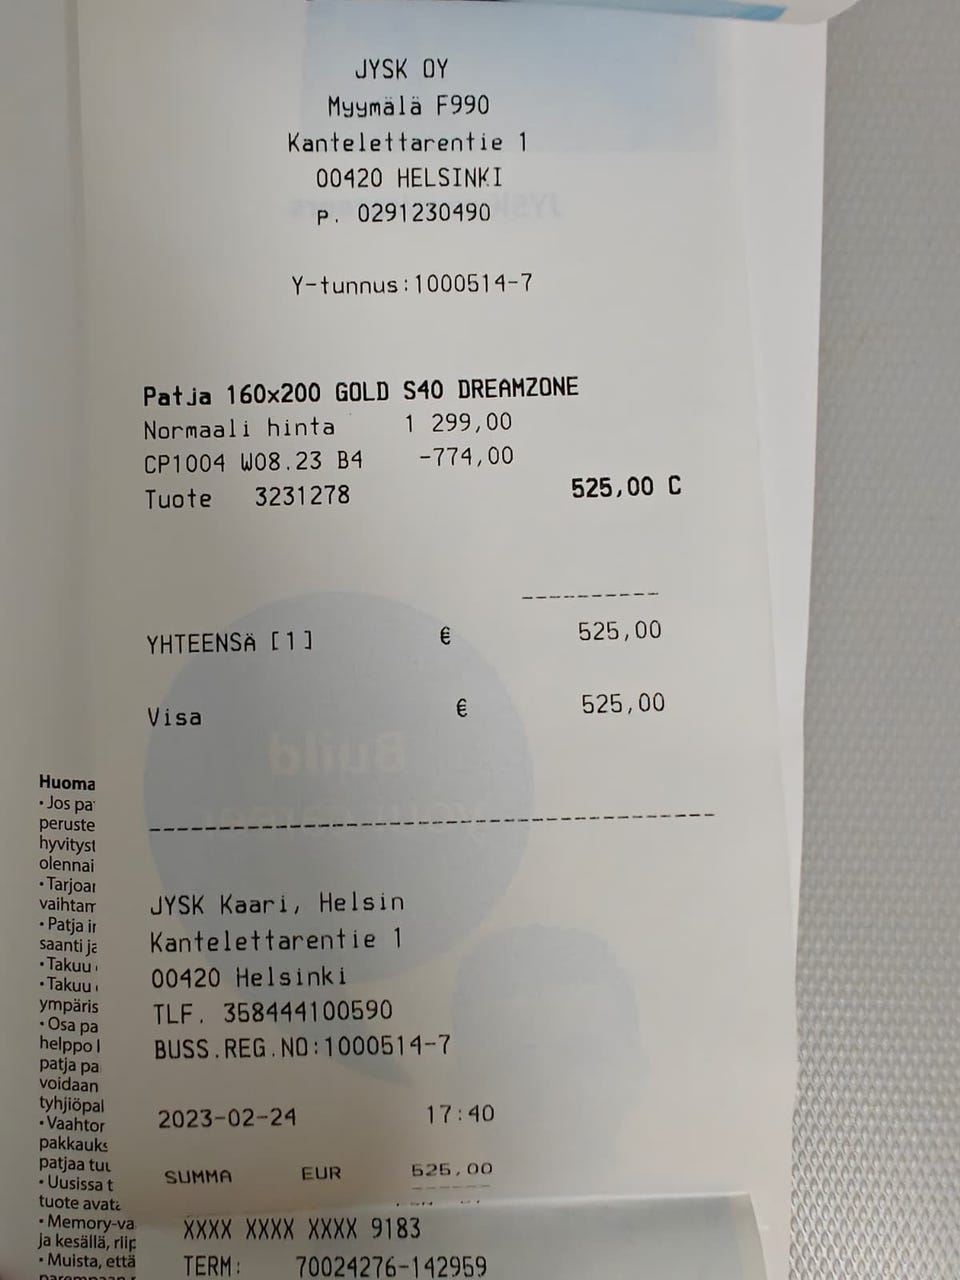 JYSK OY
Myymälä F990
Kantelettarentie 1
00420 HELSINKI
P. 0291230490
Y-tunnus:1000514-7
Patja 160x200 GOLD S40 DREAMZONE
Normaali hinta 1 299,00
CP1004 W08.23 B4 -774,00
Tuote 3231278 525,00 C
YHTEENSÄ [1] € 525,00
Visa € 525,00
JYSK Kaari, Helsin
Kantelettarentie 1
00420 Helsinki
TLF. 358444100590
BUSS.REG.NO:1000514-7
2023-02-24 17:40
SUMMA EUR 525,00
XXXX XXXX XXXX 9183
TERM: 70024276-142959
Huoma
• Jos pa
peruste
hyvityst
olennai
• Tarjoar
vaihtam
• Patja ir
saanti ja
• Takuu
• Takuu
ympäris
• Osa pa
helppo l
patja pa
voidaan
tyhjiöpal
• Vaahtor
pakkauks
patjaa tuu
• Uusissa t
tuote avata
• Memory-va
ja kesällä, riip
• Muista, että